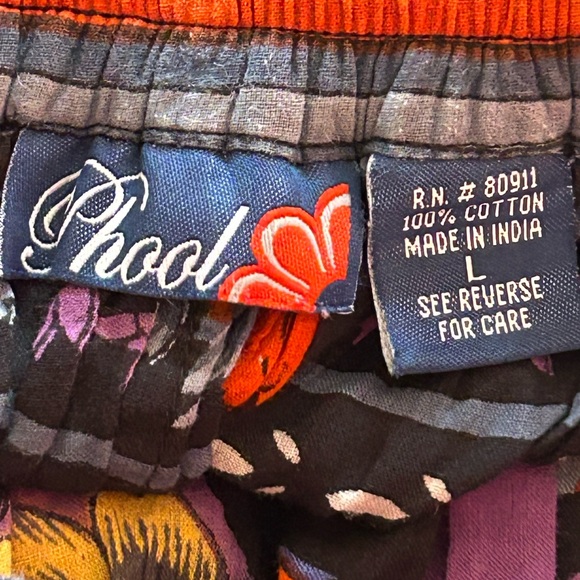 Phool
R.N. # 80911
100% COTTON
MADE IN INDIA
L
SEE REVERSE
FOR CARE